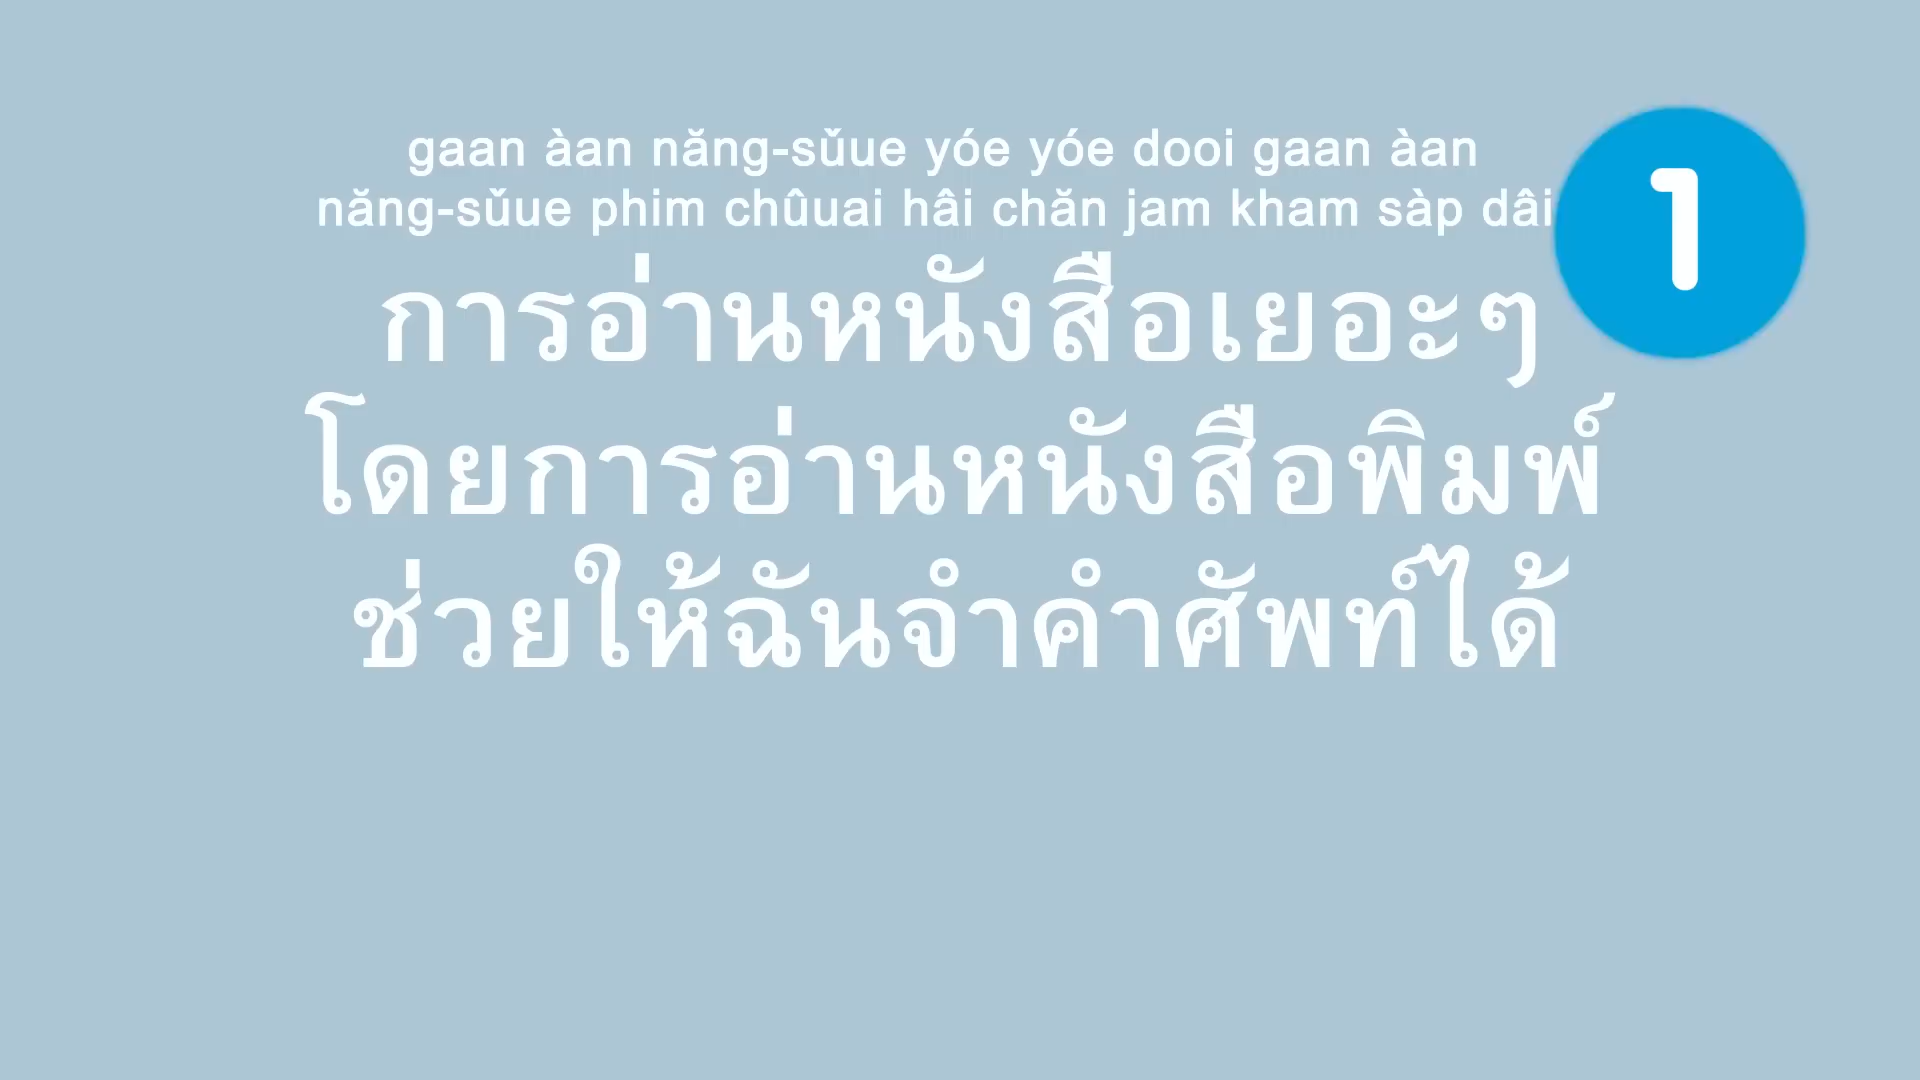 gaan àan năng-sǔue yóe yóe dooi gaan àan
năng-sǔue phim chûuai hâi chăn jam kham sàp dâi
1
การอ่านหนังสือเยอะๆ
โดยการอ่านหนังสือพิมพ์
ช่วยให้ฉันจำคำศัพท์ได้